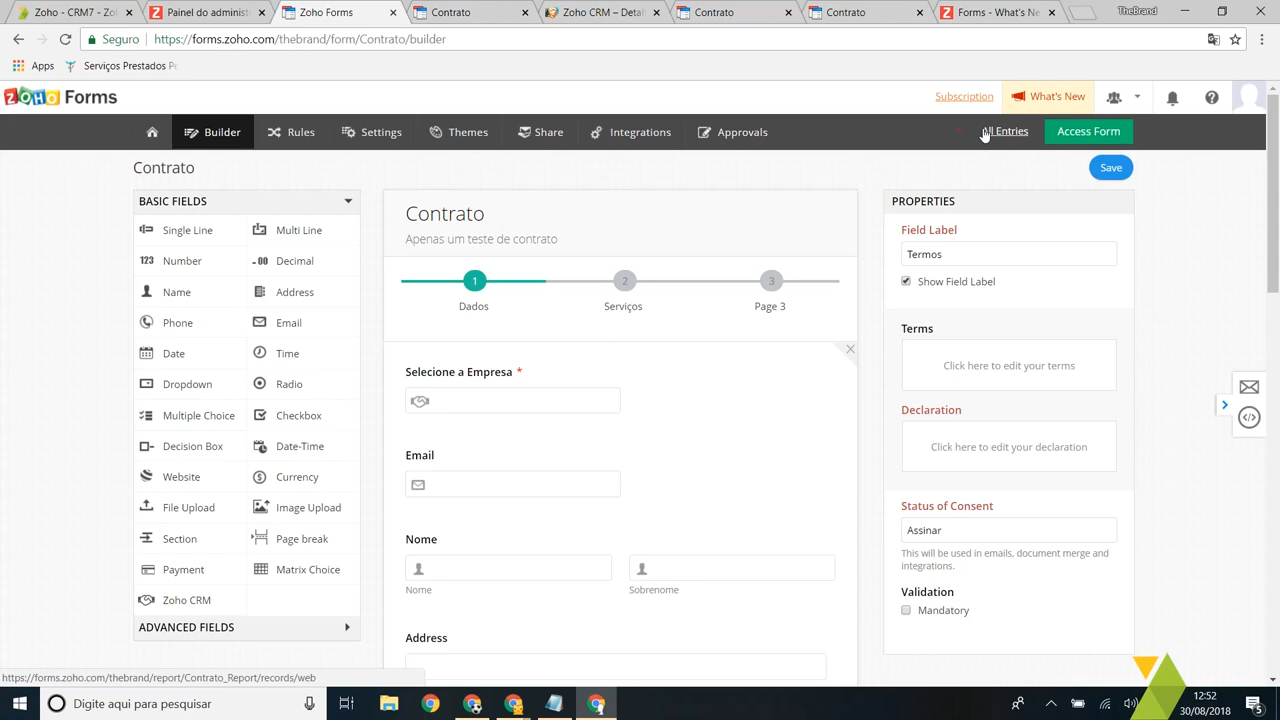 Zoho - CRM7 - Zoho C
Painel do administ
Zoho Forms
Contrato
Zoho CRM – Detal
Contrato
Contrato
Forms - What's Ne
TheBrand
Seguro
https://forms.zoho.com/thebrand/form/Contrato/builder
Apps
Serviços Prestados Pe
ZOHO Forms
Subscription
What's New
Builder
Rules
Settings
Themes
Share
Integrations
Approvals
All Entries
Access Form
Contrato
Save
BASIC FIELDS
Single Line
Multi Line
123 Number
.00 Decimal
Name
Address
Phone
Email
Date
Time
Dropdown
Radio
Multiple Choice
Checkbox
Decision Box
Date-Time
Website
Currency
File Upload
Image Upload
Section
Page break
Payment
Matrix Choice
Zoho CRM
ADVANCED FIELDS
Contrato
Apenas um teste de contrato
1
2
3
Dados
Serviços
Page 3
Selecione a Empresa *
Email
Nome
Nome
Sobrenome
Address
PROPERTIES
Field Label
Termos
Show Field Label
Terms
Click here to edit your terms
Declaration
Click here to edit your declaration
Status of Consent
Assinar
This will be used in emails, document merge and
integrations.
Validation
Mandatory
https://forms.zoho.com/thebrand/report/Contrato_Report/records/web
Digite aqui para pesquisar
12:52
30/08/2018
5